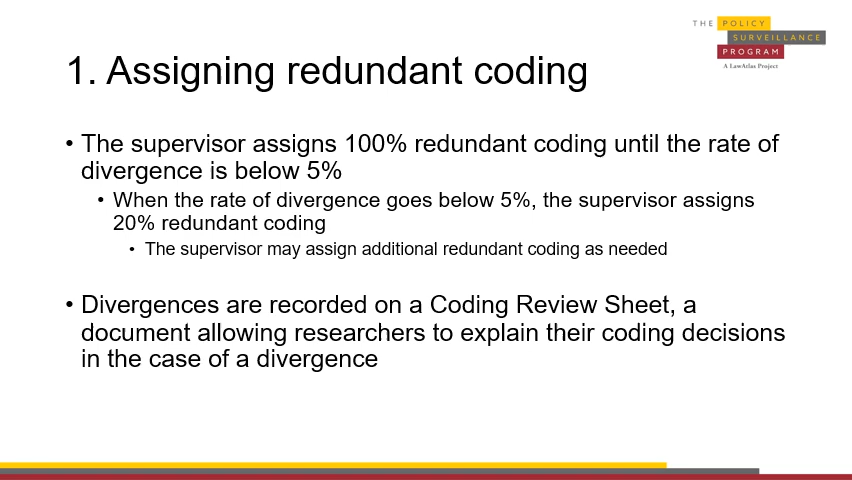 THE POLICY
SURVEILLANCE
PROGRAM
A LawAtlas Project
1. Assigning redundant coding
• The supervisor assigns 100% redundant coding until the rate of
divergence is below 5%
• When the rate of divergence goes below 5%, the supervisor assigns
20% redundant coding
• The supervisor may assign additional redundant coding as needed
• Divergences are recorded on a Coding Review Sheet, a
document allowing researchers to explain their coding decisions
in the case of a divergence